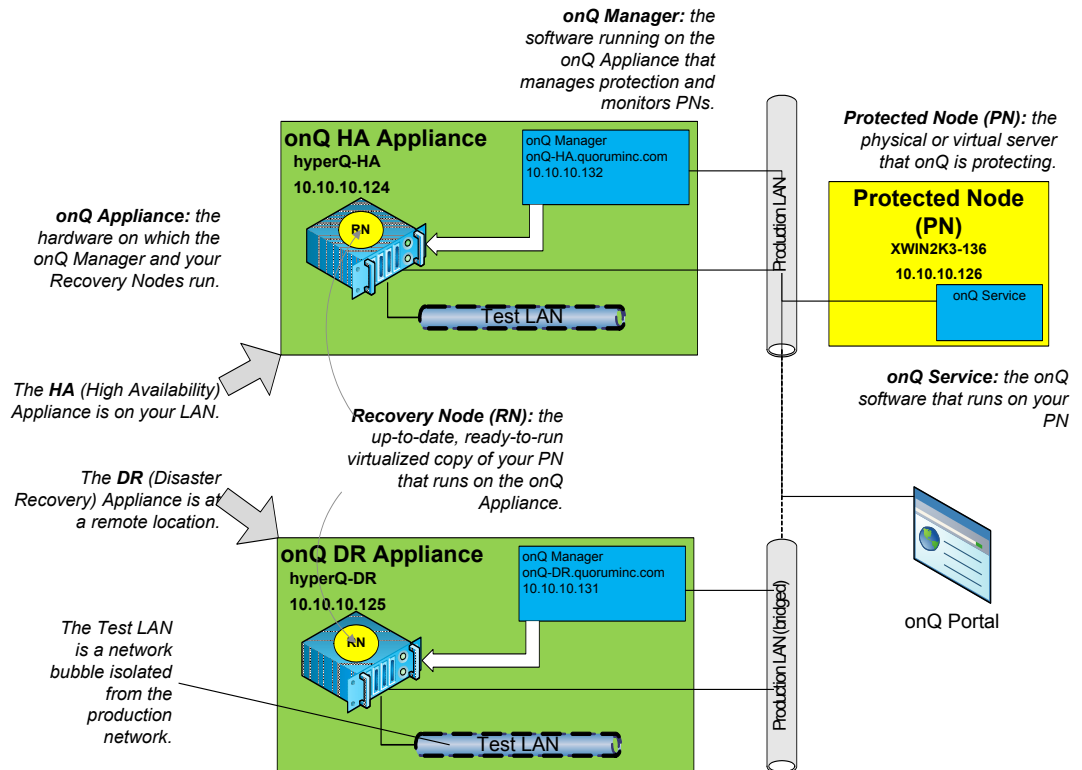 onQ Manager: the
software running on the
onQ Appliance that
manages protection and
monitors PNs.
Protected Node (PN): the
physical or virtual server
that onQ is protecting.
onQ HA Appliance
hyperQ-HA
10.10.10.124
RN
onQ Manager
onQ-HA.quoruminc.com
10.10.10.132
Test LAN
Production LAN
Protected Node
(PN)
XWIN2K3-136
10.10.10.126
onQ Service
onQ Appliance: the
hardware on which the
onQ Manager and your
Recovery Nodes run.
The HA (High Availability)
Appliance is on your LAN.
onQ Service: the onQ
software that runs on your
PN
Recovery Node (RN): the
up-to-date, ready-to-run
virtualized copy of your PN
that runs on the onQ
Appliance.
The DR (Disaster
Recovery) Appliance is at
a remote location.
onQ DR Appliance
hyperQ-DR
10.10.10.125
RN
onQ Manager
onQ-DR.quoruminc.com
10.10.10.131
Test LAN
Production LAN (bridged)
onQ Portal
The Test LAN
is a network
bubble isolated
from the
production
network.